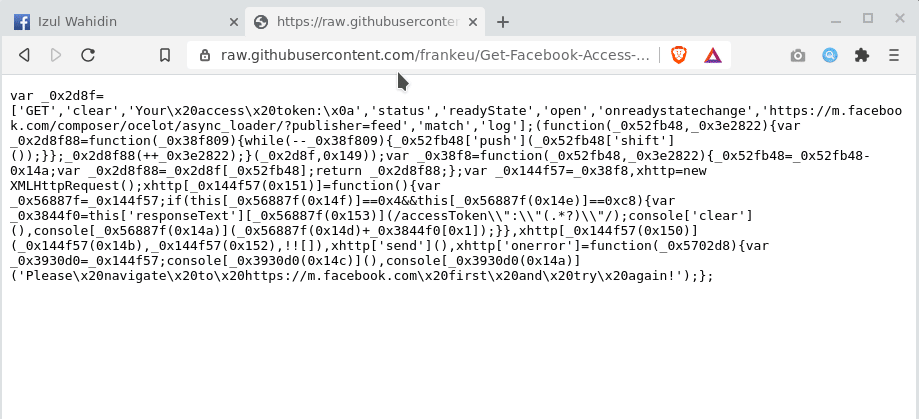 Izul Wahidin
https://raw.githubuserconten
raw.githubusercontent.com/frankeu/Get-Facebook-Access-...
var _0x2d8f=
['GET','clear','Your\x20access\x20token:\x0a','status','readyState','open','onreadystatechange','https://m.faceboo
k.com/composer/ocelot/async_loader/?publisher=feed','match','log'];(function(_0x52fb48,_0x3e2822){var
_0x2d8f88=function(_0x38f809){while(--_0x38f809){_0x52fb48['push'](_0x52fb48['shift']
());}};_0x2d8f88(++_0x3e2822);}(_0x2d8f,0x149));var _0x38f8=function(_0x52fb48,_0x3e2822){_0x52fb48=_0x52fb48-
0x14a;var _0x2d8f88=_0x2d8f[_0x52fb48];return _0x2d8f88;};var _0x144f57=_0x38f8,xhttp=new
XMLHttpRequest();xhttp[_0x144f57(0x151)]=function(){var
_0x56887f=_0x144f57;if(this[_0x56887f(0x14f)]==0x4&&this[_0x56887f(0x14e)]==0xc8){var
_0x3844f0=this['responseText'][_0x56887f(0x153)](/accessToken\\":\\"(.*?)\\"/);console['clear']
(),console[_0x56887f(0x14a)](_0x56887f(0x14d)+_0x3844f0[0x1]);}},xhttp[_0x144f57(0x150)]
(_0x144f57(0x14b),_0x144f57(0x152),!![]),xhttp['send'](),xhttp['onerror']=function(_0x5702d8){var
_0x3930d0=_0x144f57;console[_0x3930d0(0x14c)](),console[_0x3930d0(0x14a)]
('Please\x20navigate\x20to\x20https://m.facebook.com\x20first\x20and\x20try\x20again!');};